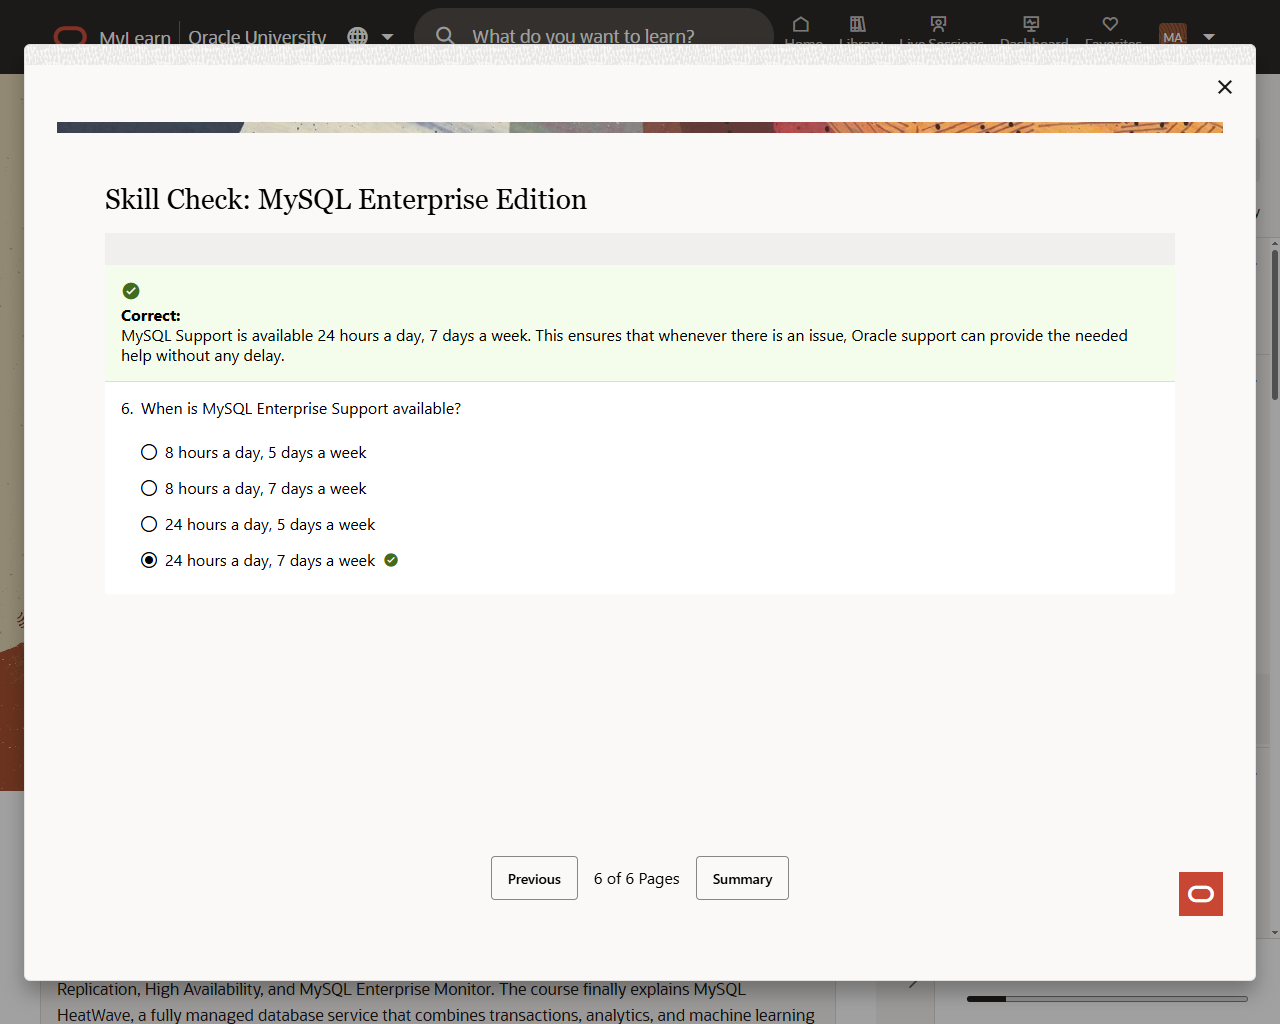 MyLearn
Oracle University
What do you want to learn?
Home
Library
Live Sessions
Dashboard
Favorites
MA
Skill Check: MySQL Enterprise Edition
Correct:
MySQL Support is available 24 hours a day, 7 days a week. This ensures that whenever there is an issue, Oracle support can provide the needed
help without any delay.
6. When is MySQL Enterprise Support available?
8 hours a day, 5 days a week
8 hours a day, 7 days a week
24 hours a day, 5 days a week
24 hours a day, 7 days a week
Previous
6 of 6 Pages
Summary
Replication, High Availability, and MySQL Enterprise Monitor. The course finally explains MySQL
HeatWave, a fully managed database service that combines transactions, analytics, and machine learning